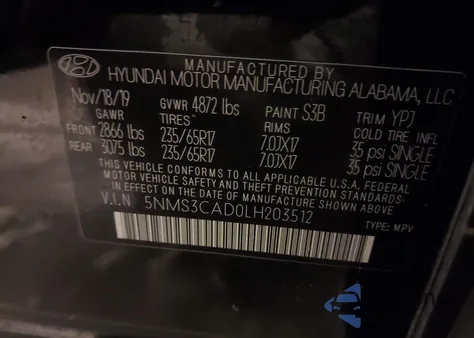 MANUFACTURED BY
HYUNDAI MOTOR MANUFACTURING ALABAMA, LLC
Nov/18/19 GVWR 4872 lbs PAINT S3B TRIM YPJ
GAWR TIRES RIMS COLD TIRE INFL
FRONT 2866 lbs 235/65R17 7.0JX17 35 psi SINGLE
REAR 3075 lbs 235/65R17 7.0JX17 35 psi SINGLE
THIS VEHICLE CONFORMS TO ALL APPLICABLE U.S.A. FEDERAL
MOTOR VEHICLE SAFETY, THEFT PREVENTION AND BUMPER STANDARDS
IN EFFECT ON THE DATE OF MANUFACTURE SHOWN ABOVE.
V.I.N 5NMS3CAD0LH203512
TYPE: MPV